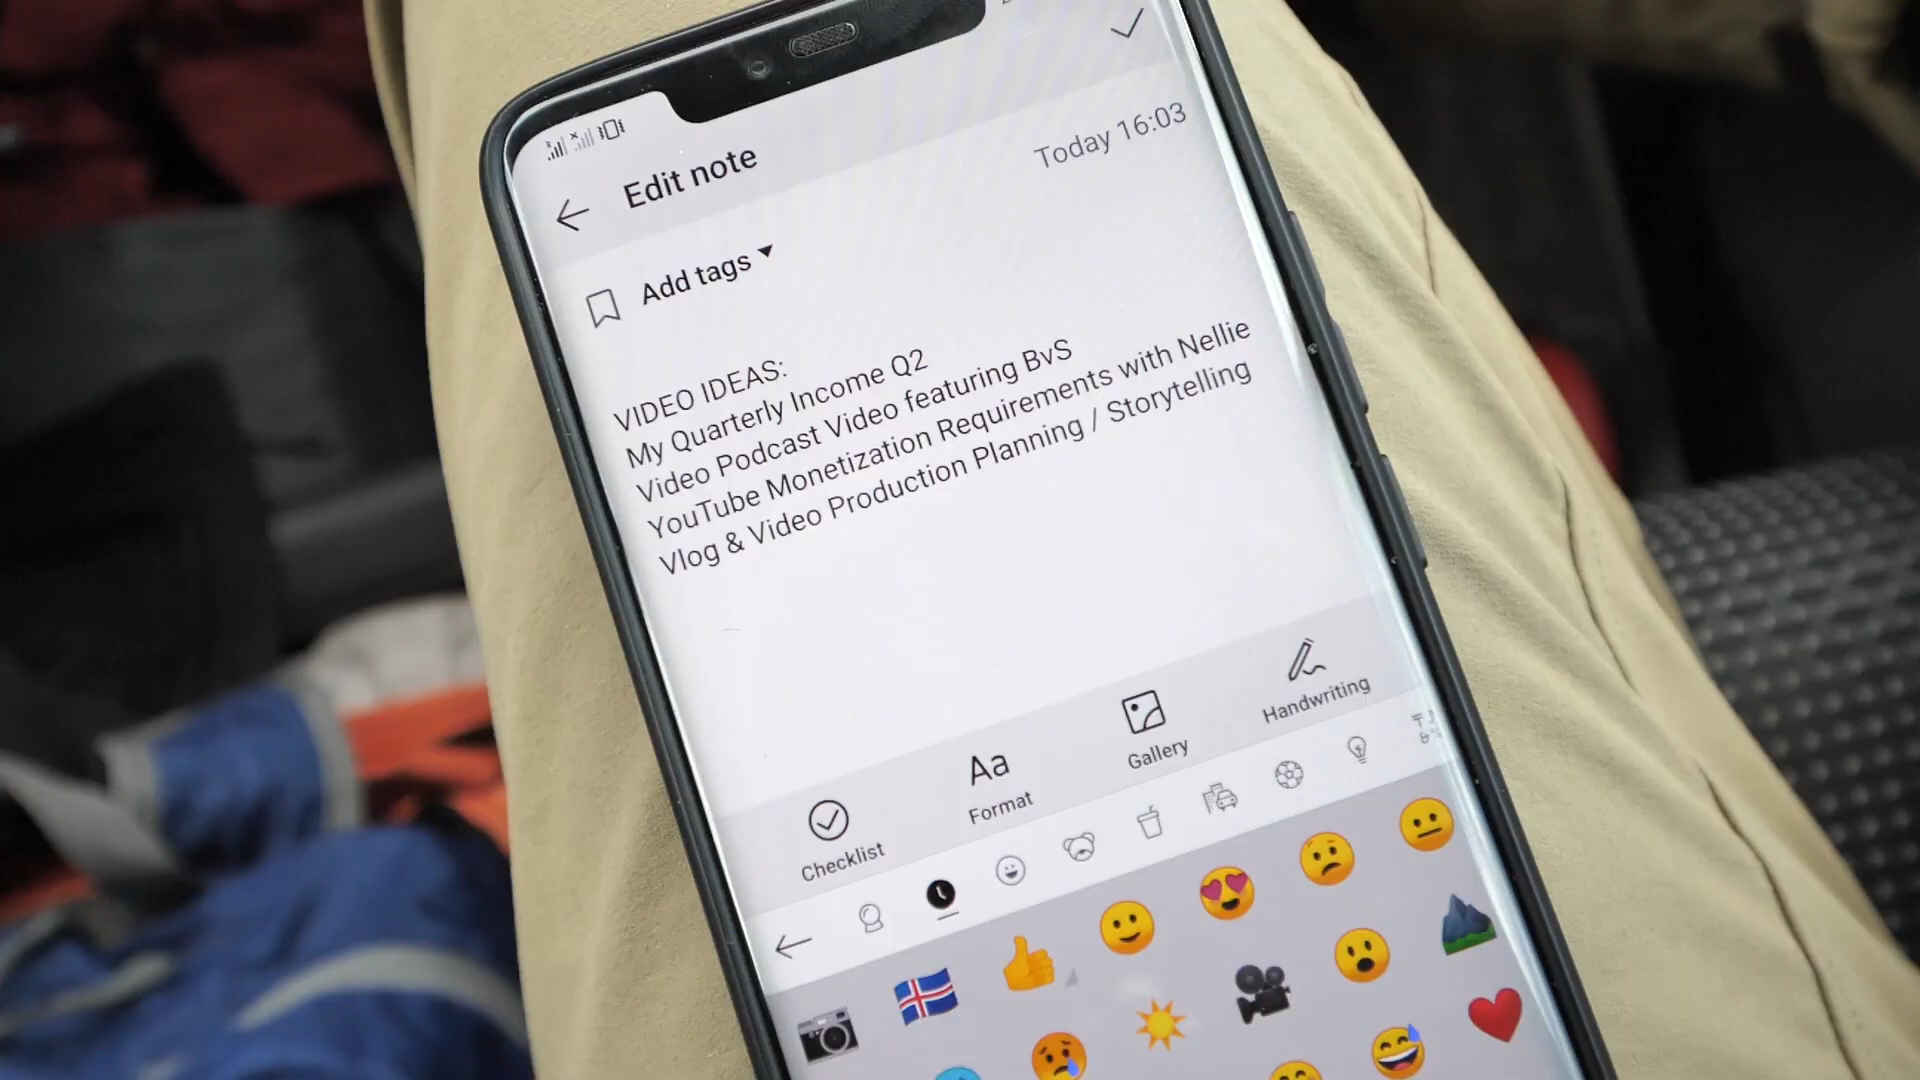 Edit note
Today 16:03
Add tags
VIDEO IDEAS:
My Quarterly Income Q2
Video Podcast Video featuring BvS
YouTube Monetization Requirements with Nellie
Vlog & Video Production Planning / Storytelling
Checklist
Aa
Format
Gallery
Handwriting